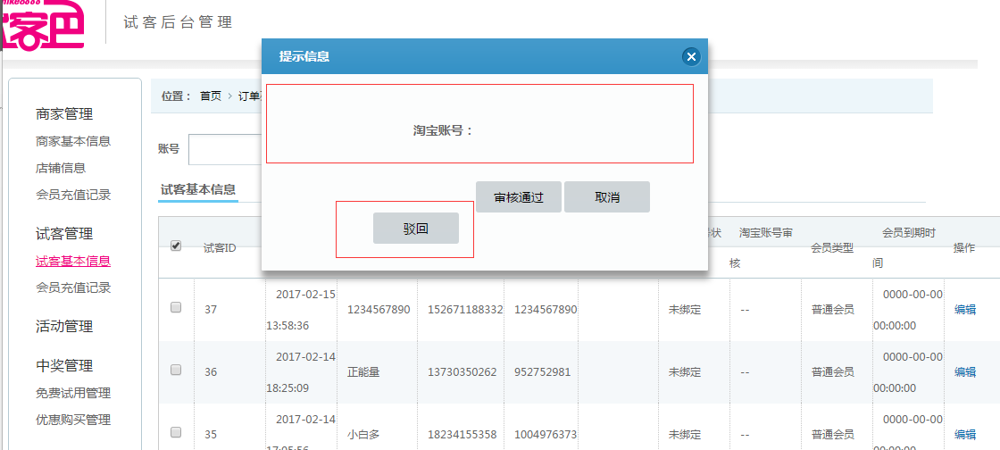 客巴
试客后台管理
提示信息
淘宝账号：
审核通过 取消
驳回
位置： 首页 > 订单
账号
试客基本信息
商家管理
商家基本信息
店铺信息
会员充值记录
试客管理
试客基本信息
会员充值记录
活动管理
中奖管理
免费试用管理
优惠购买管理
试客ID 状 淘宝账号审核 会员类型 会员到期时间 操作
37 2017-02-15 13:58:36 1234567890 152671188332 1234567890 未绑定 -- 普通会员 0000-00-00 00:00:00 编辑
36 2017-02-14 18:25:09 正能量 13730350262 952752981 未绑定 -- 普通会员 0000-00-00 00:00:00 编辑
35 2017-02-14 17:05:56 小白多 18234155358 1004976373 未绑定 -- 普通会员 0000-00-00 00:00:00 编辑